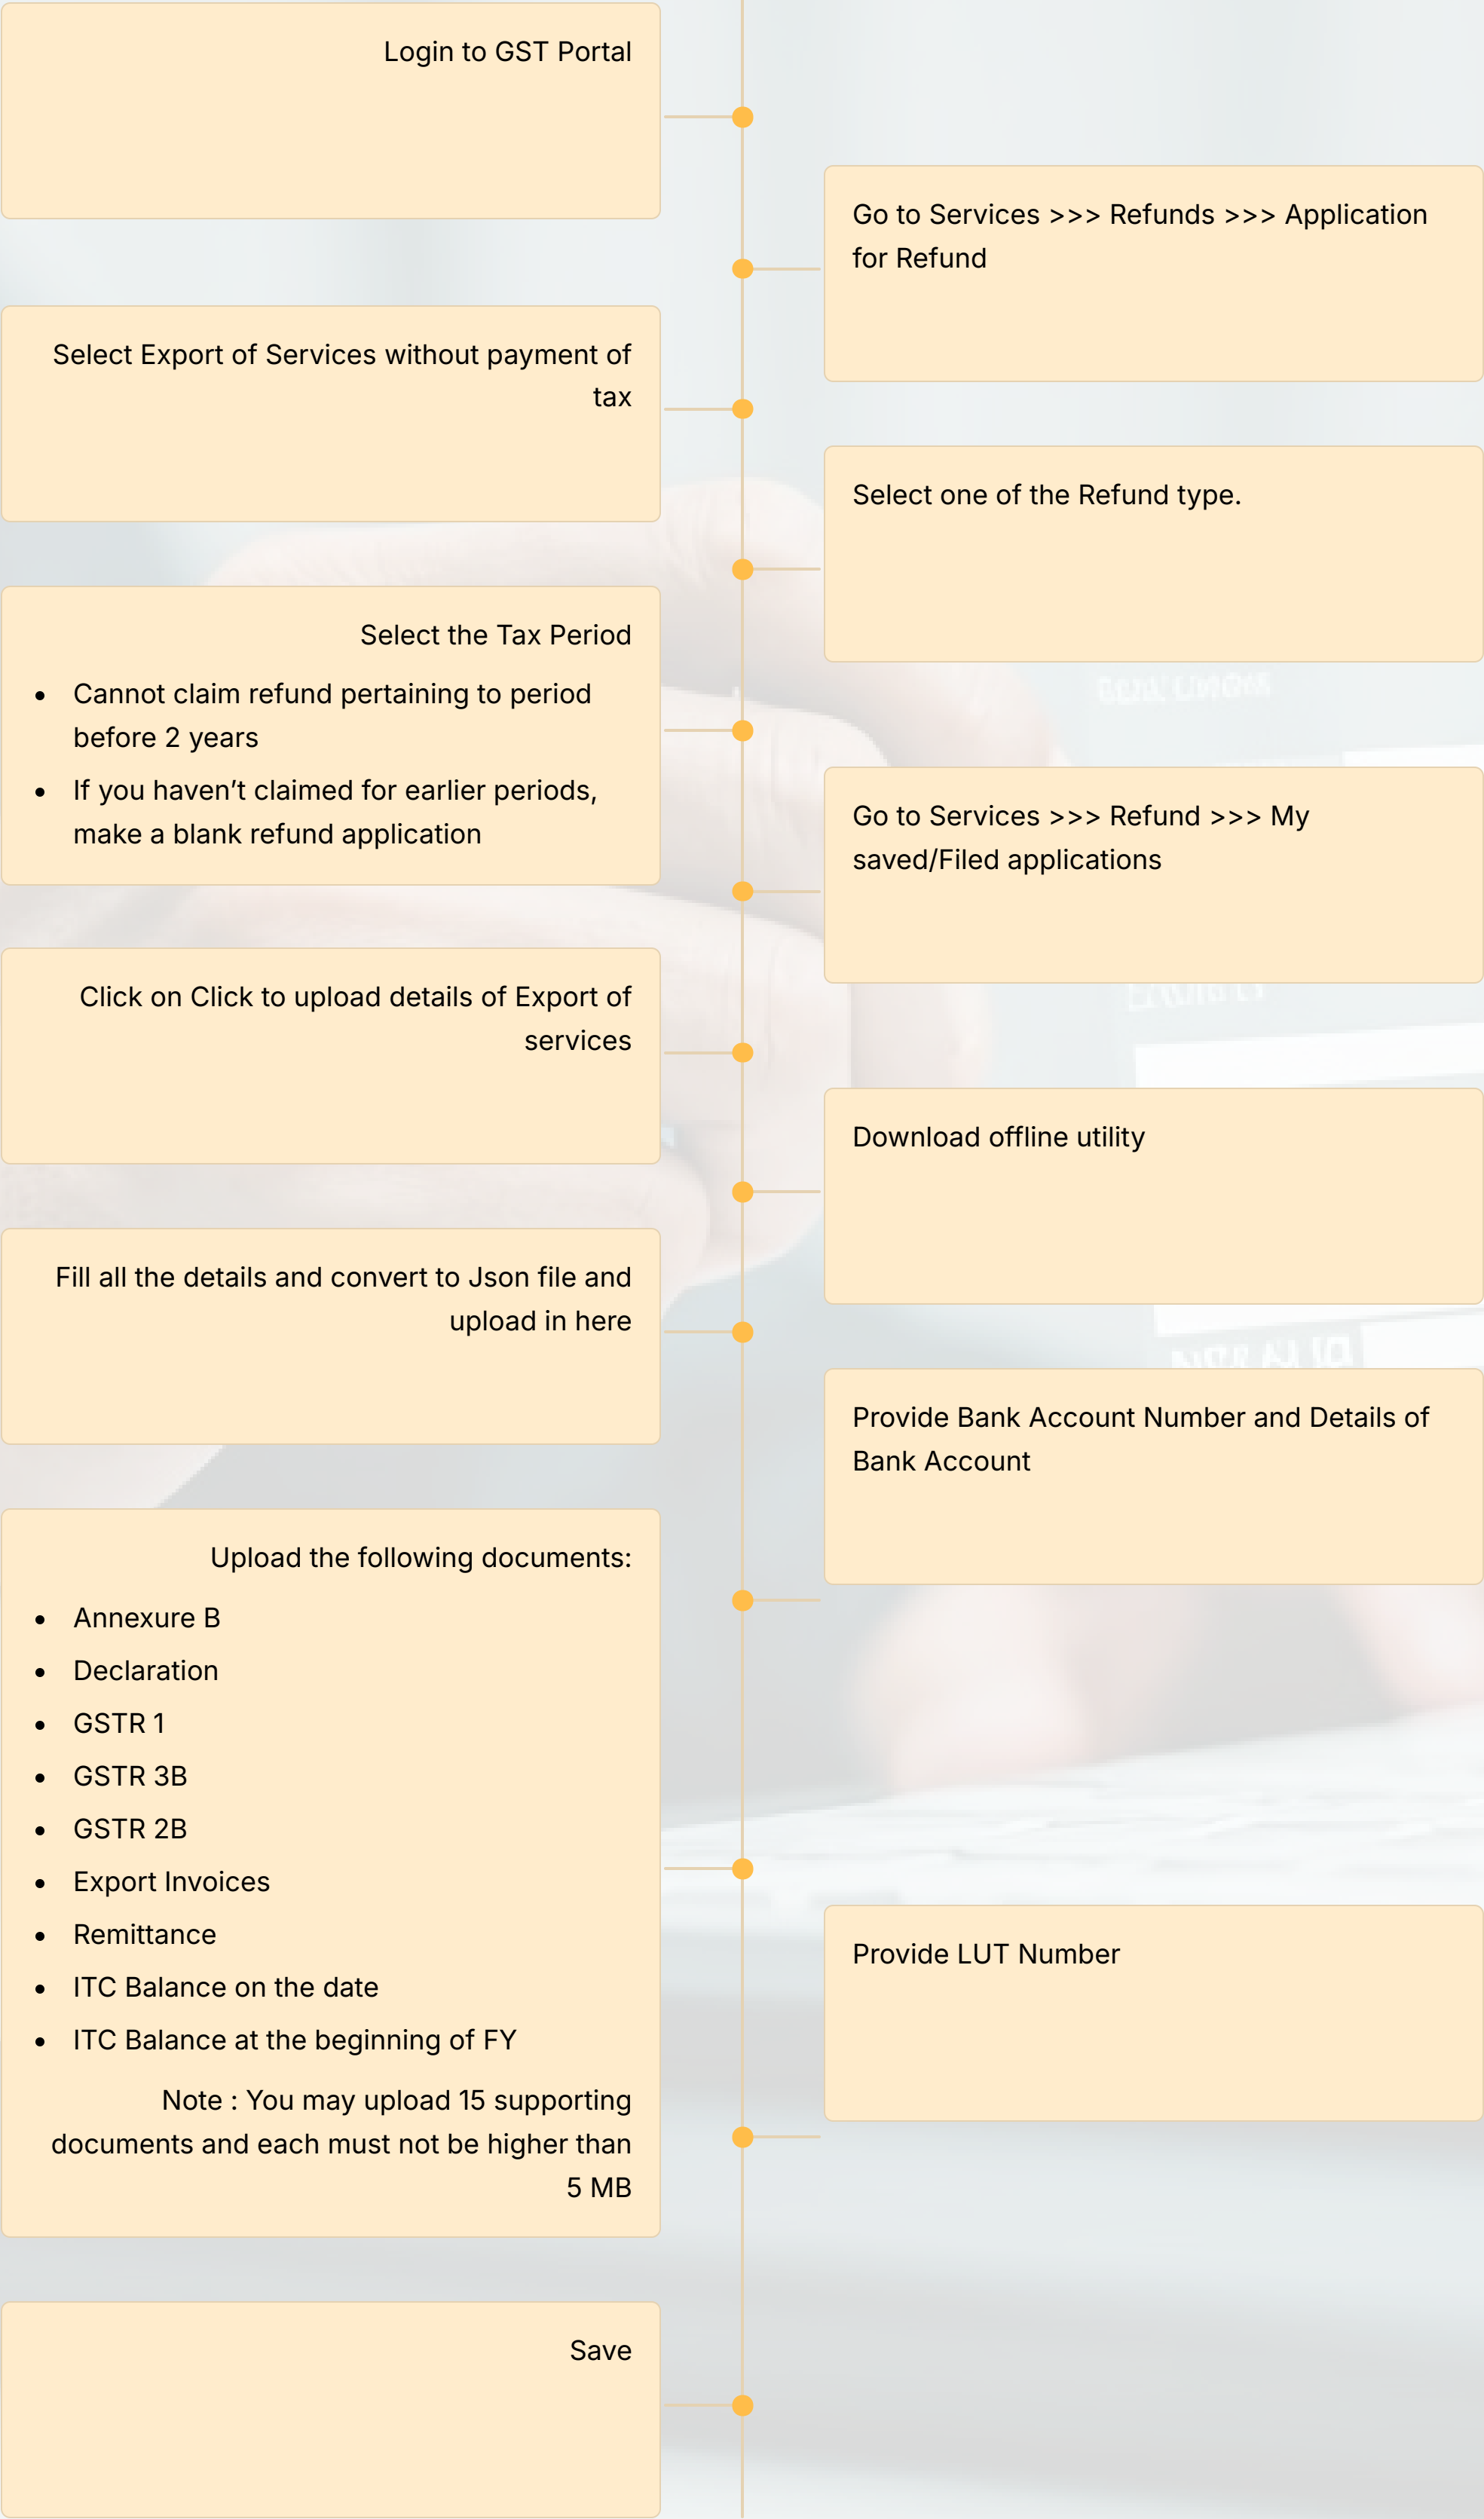 Login to GST Portal
Go to Services >>> Refunds >>> Application
for Refund
Select Export of Services without payment of
tax
Select one of the Refund type.
Select the Tax Period
• Cannot claim refund pertaining to period
before 2 years
• If you haven’t claimed for earlier periods,
make a blank refund application
Go to Services >>> Refund >>> My
saved/Filed applications
Click on Click to upload details of Export of
services
Download offline utility
Fill all the details and convert to Json file and
upload in here
Provide Bank Account Number and Details of
Bank Account
Upload the following documents:
• Annexure B
• Declaration
• GSTR 1
• GSTR 3B
• GSTR 2B
• Export Invoices
• Remittance
• ITC Balance on the date
• ITC Balance at the beginning of FY
Note : You may upload 15 supporting
documents and each must not be higher than
5 MB
Provide LUT Number
Save